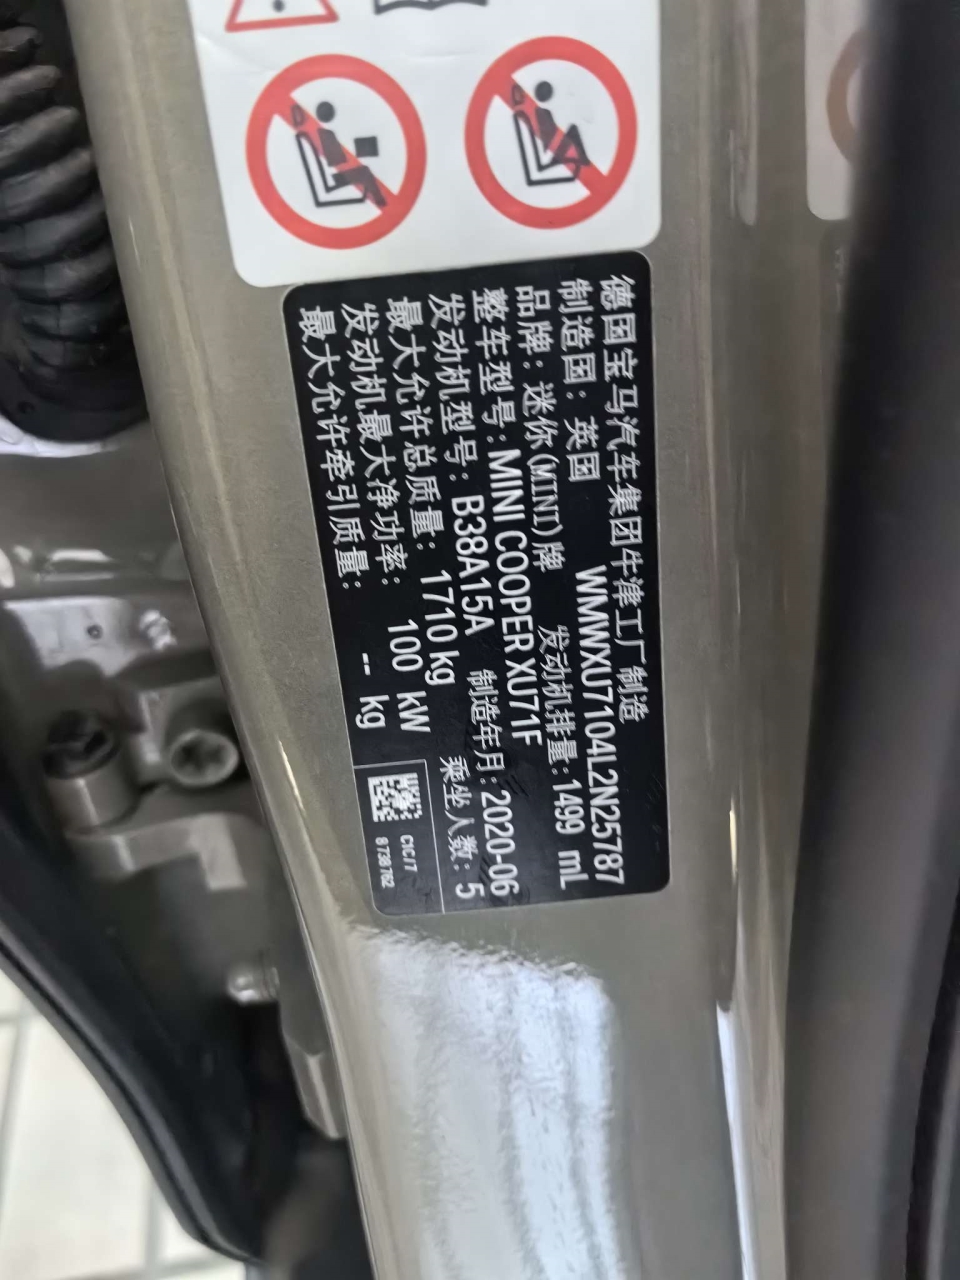 德国宝马汽车集团牛津工厂 制造
制造国：英国 WMWXU7104L2N25787
品牌：迷你(MINI)牌 发动机排量：1499 mL
整车型号：MINI COOPER XU71F
发动机型号：B38A15A 制造年月：2020-06
最大允许总质量： 1710 kg 乘坐人数：5
发动机最大净功率： 100 kW
最大允许牵引质量： -- kg
C1C/7
8738762